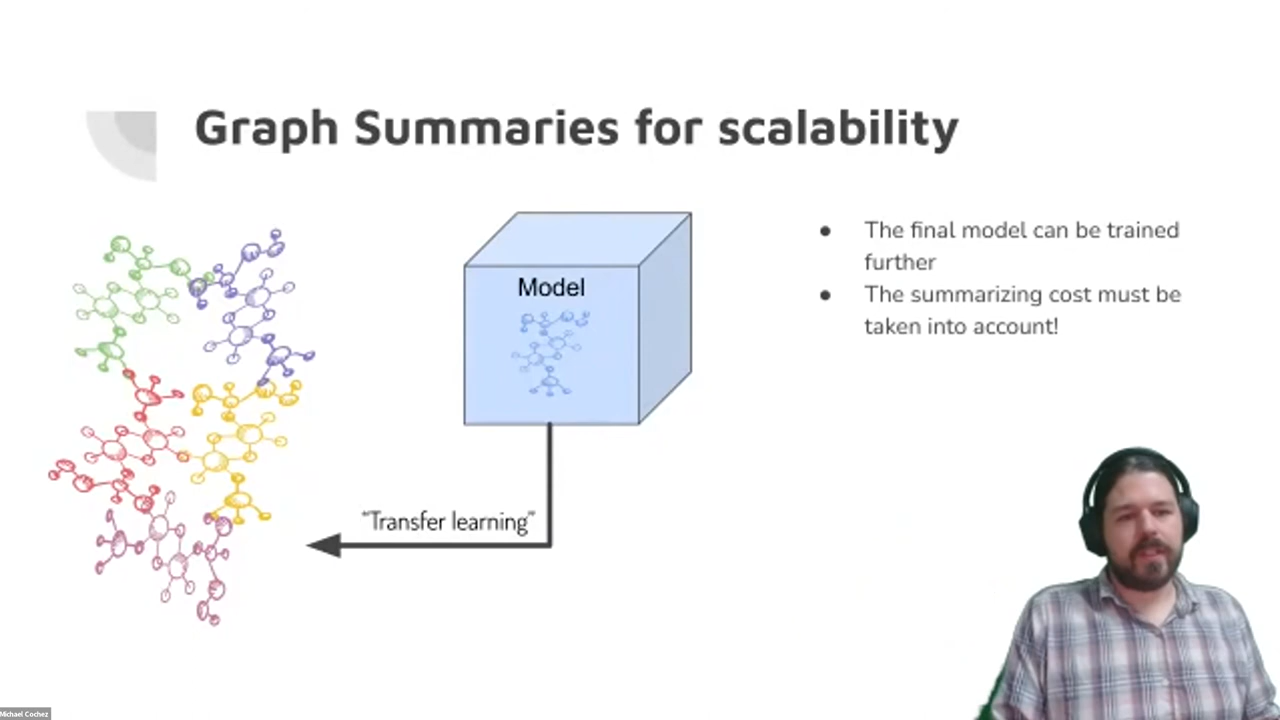 Graph Summaries for scalability
Model
"Transfer learning"
● The final model can be trained
further
● The summarizing cost must be
taken into account!
Michael Cochez